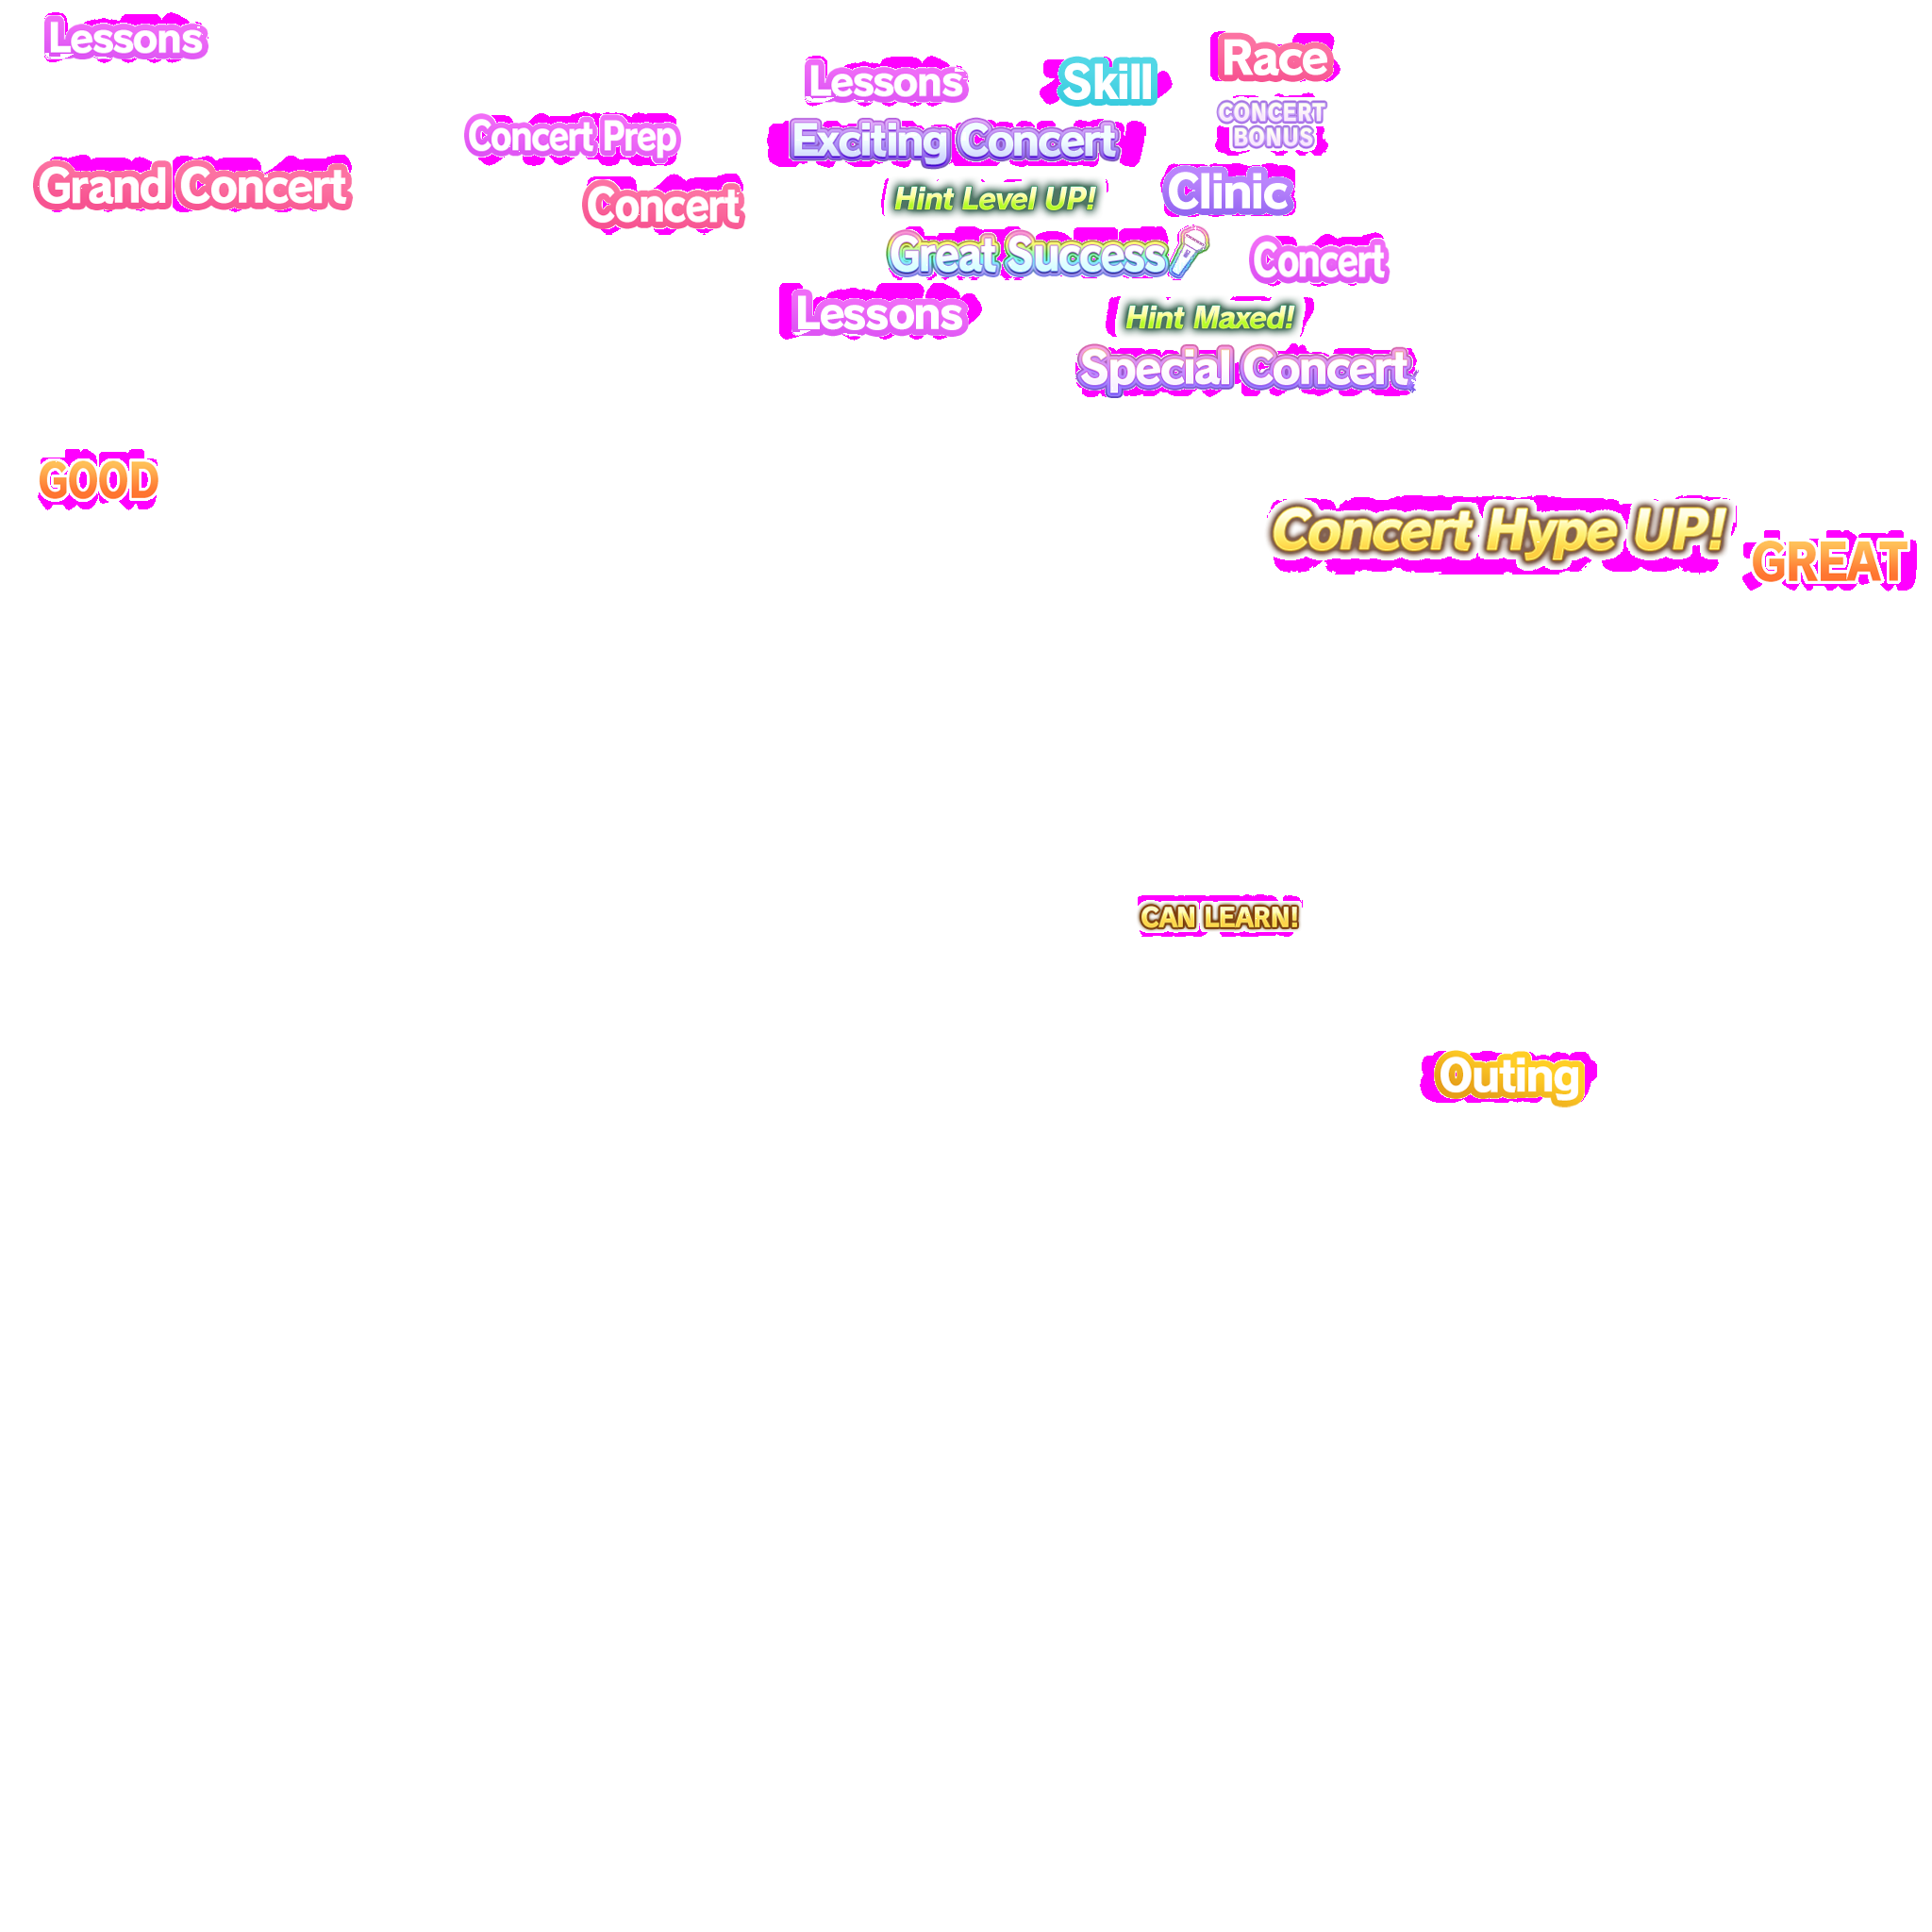 Lessons
Lessons
Skill
Race
CONCERT
BONUS
Concert Prep
Exciting Concert
Grand Concert
Concert
Hint Level UP!
Clinic
Great Success
Concert
Lessons
Hint Maxed!
Special Concert
GOOD
Concert Hype UP!
GREAT
CAN LEARN!
Outing